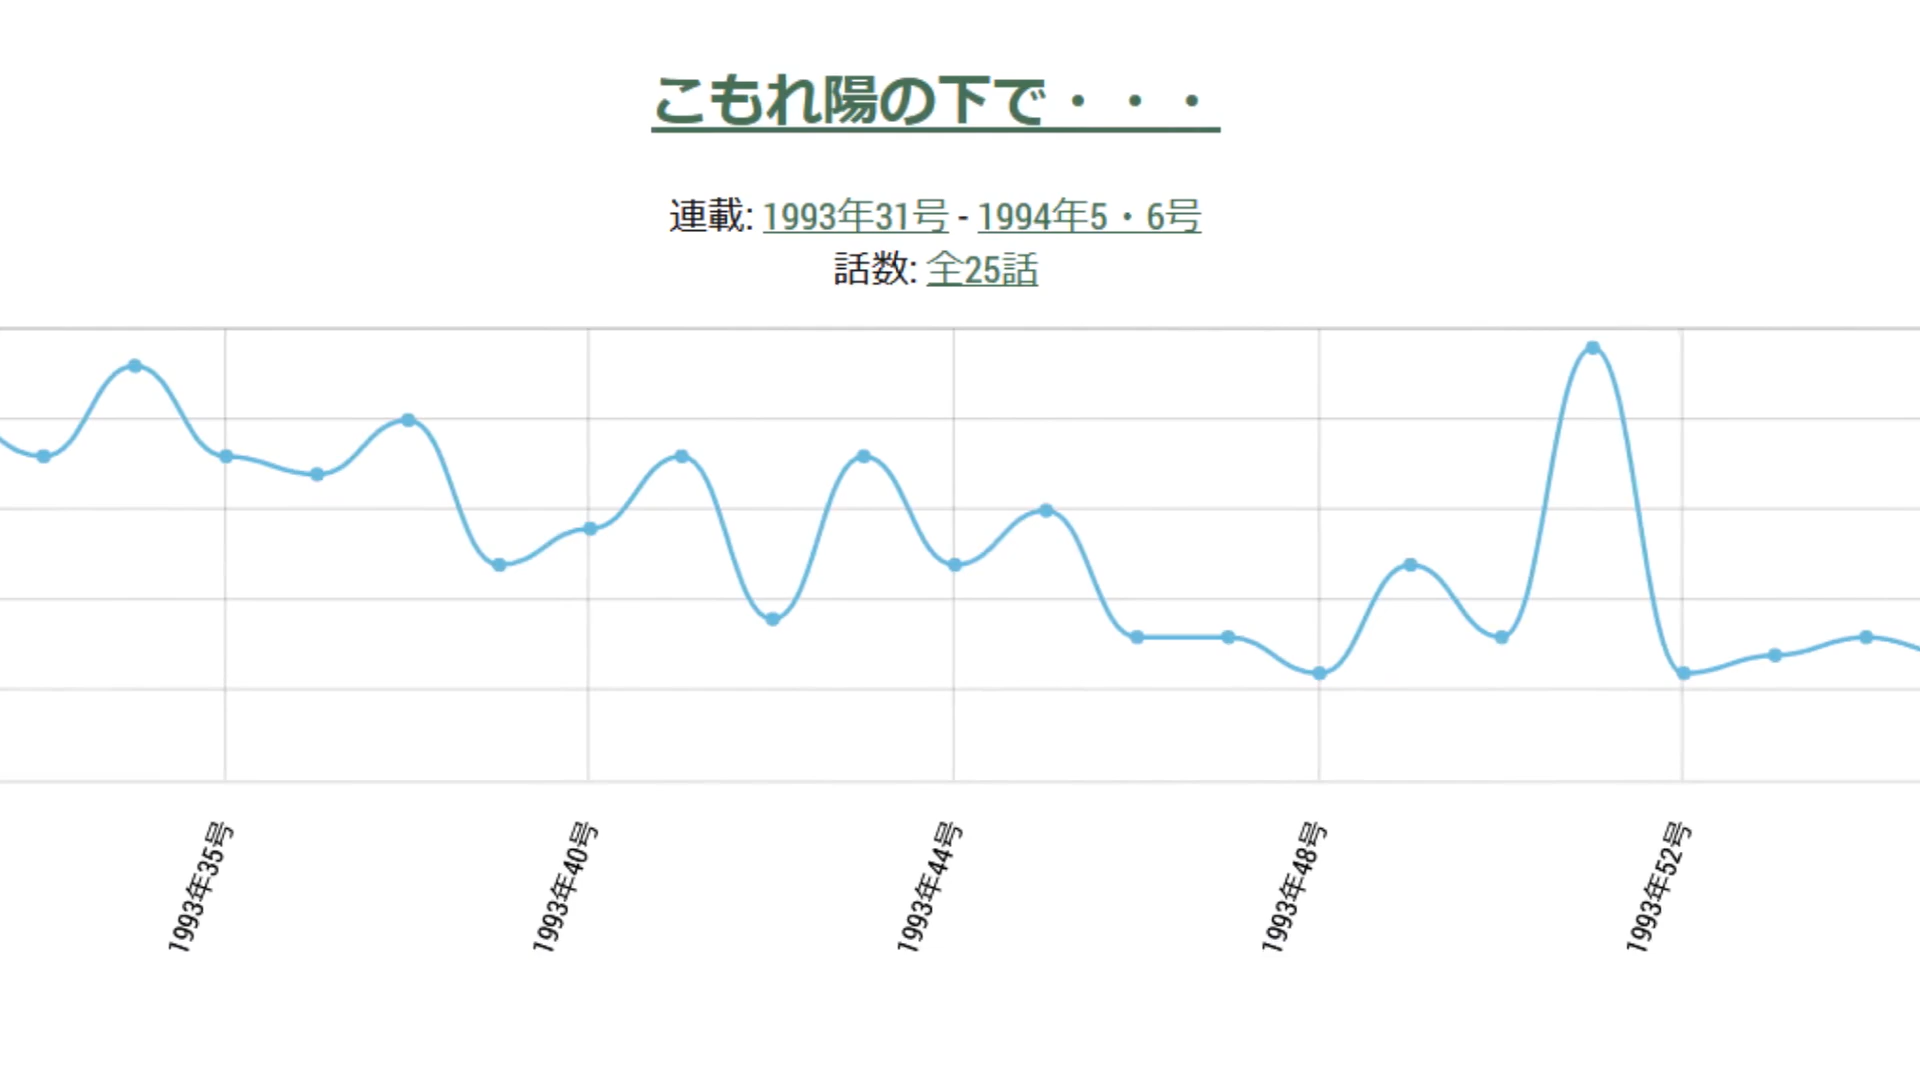 こもれ陽の下で・・・
連載: 1993年31号 - 1994年5・6号
話数: 全25話
1993年35号
1993年40号
1993年44号
1993年48号
1993年52号